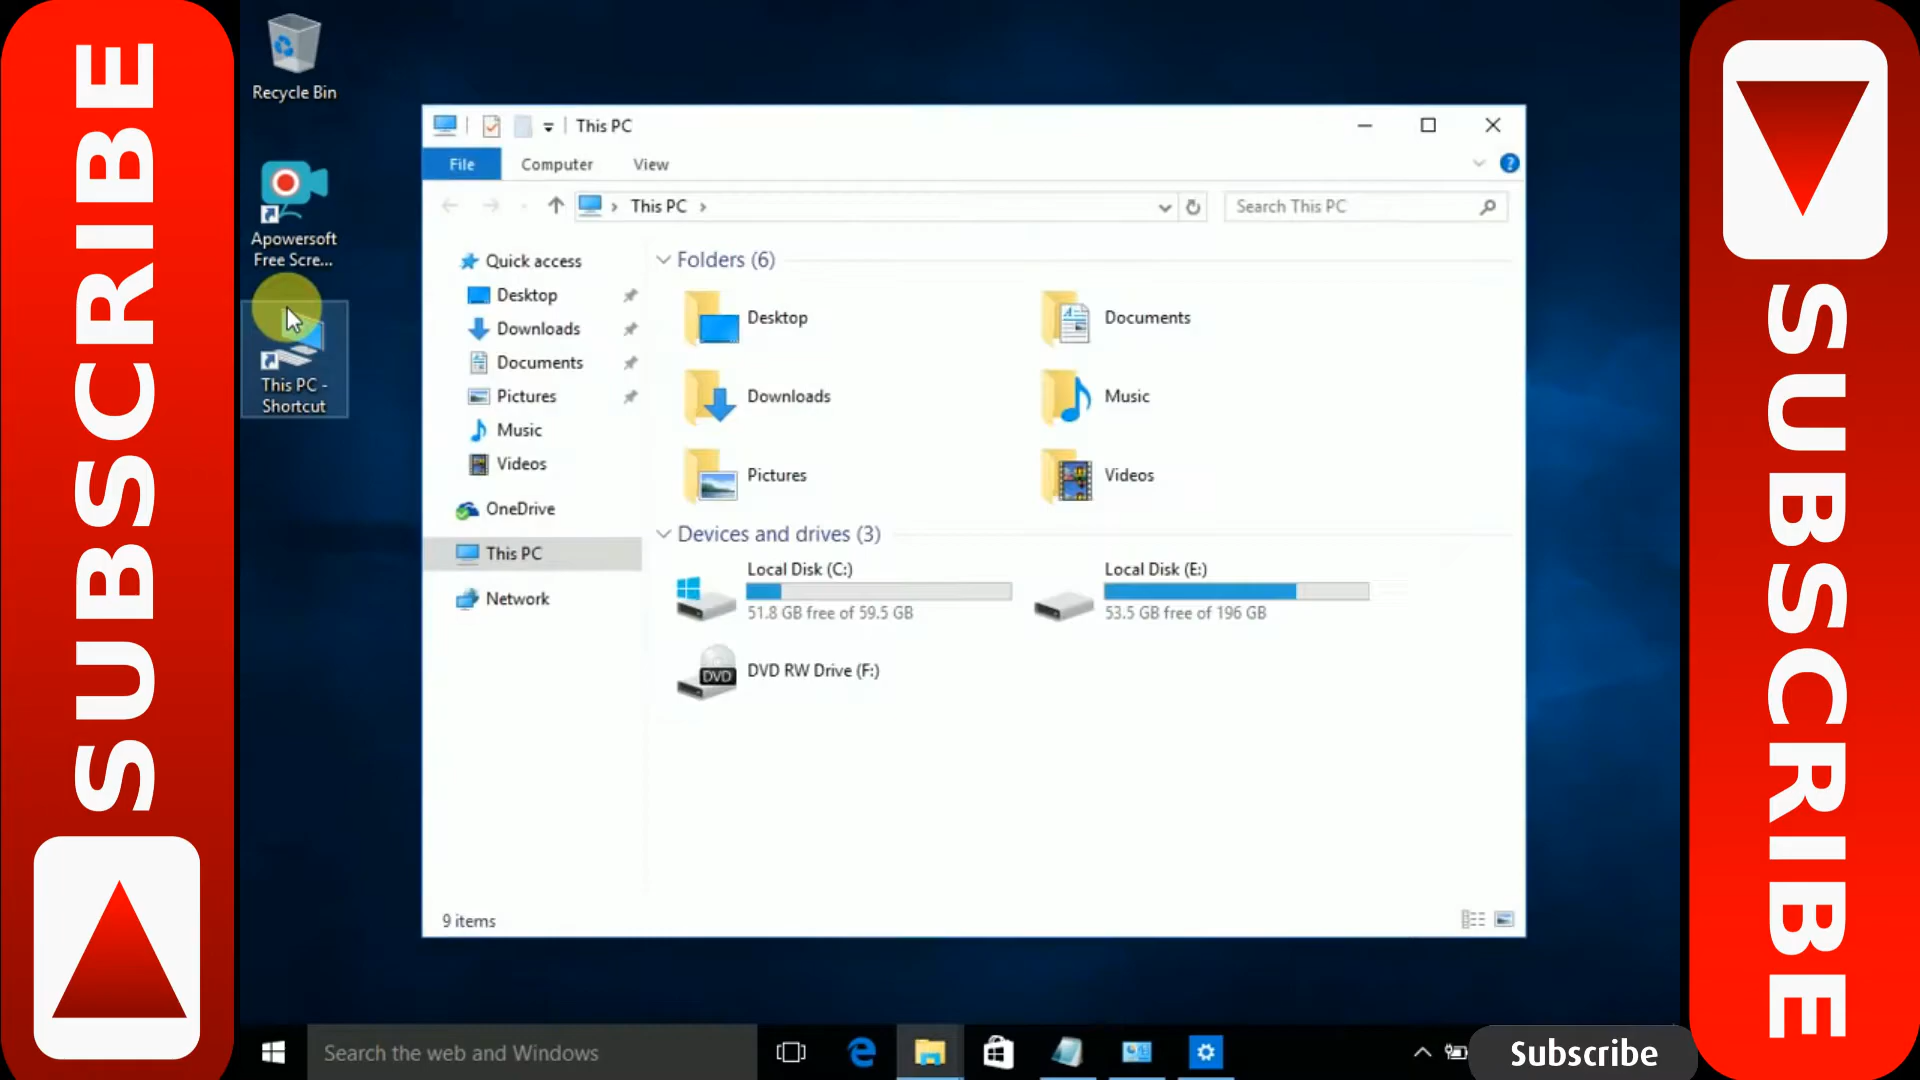 SUBSCRIBE
Recycle Bin
Apowersoft
Free Scre...
This PC -
Shortcut
This PC
File
Computer
View
?
This PC
Search This PC
Quick access
Desktop
Downloads
Documents
Pictures
Music
Videos
OneDrive
This PC
Network
Folders (6)
Desktop
Documents
Downloads
Music
Pictures
Videos
Devices and drives (3)
Local Disk (C:)
51.8 GB free of 59.5 GB
Local Disk (E:)
53.5 GB free of 196 GB
DVD
DVD RW Drive (F:)
9 items
Search the web and Windows
Subscribe
SUBSCRIBE